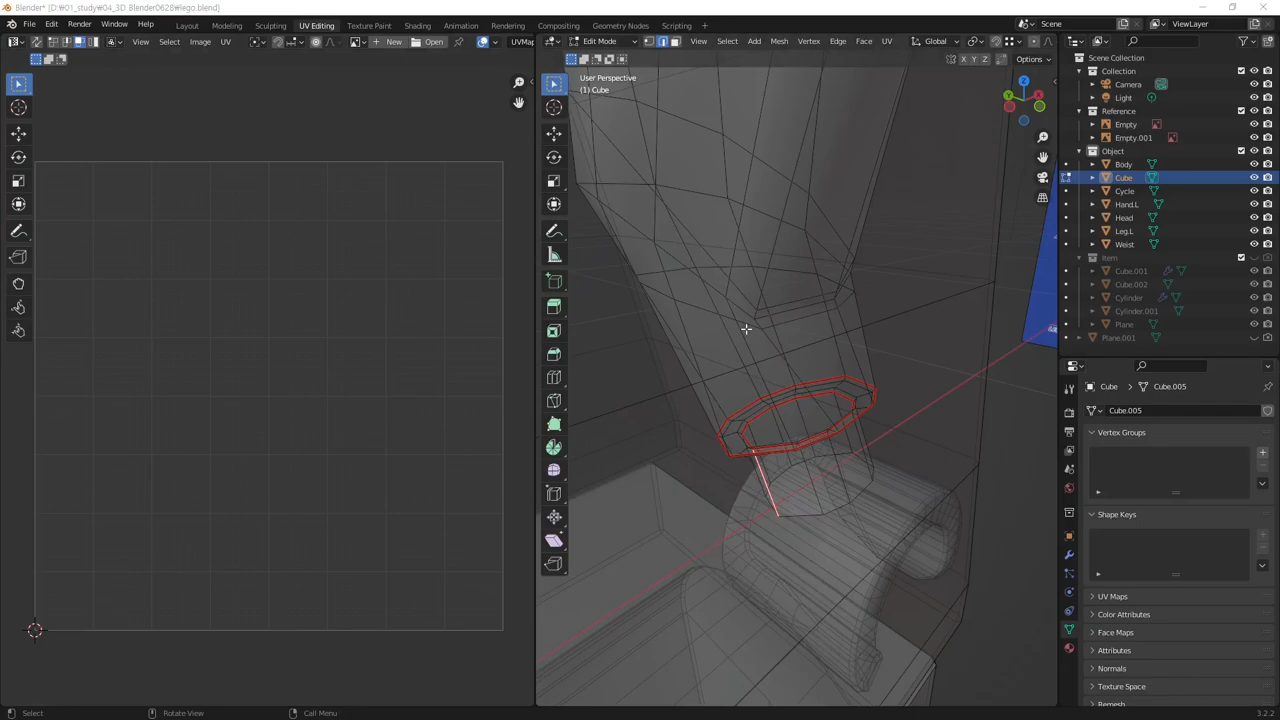 Blender* [D:₩01_study₩04_3D Blender0628₩lego.blend]
File Edit Render Window Help Layout Modeling Sculpting UV Editing Texture Paint Shading Animation Rendering Compositing Geometry Nodes Scripting + Scene ViewLayer
View Select Image UV New Open UVMap Edit Mode View Select Add Mesh Vertex Edge Face UV Global
X Y Z Options
User Perspective
(1) Cube
Z
Y
X
Scene Collection
Collection
Camera
Light
Reference
Empty
Empty.001
Object
Body
Cube
Cycle
Hand.L
Head
Leg.L
Weist
Item
Cube.001
Cube.002
Cylinder
Cylinder.001
Plane
Plane.001
Cube > Cube.005
Cube.005
Vertex Groups
Shape Keys
UV Maps
Color Attributes
Face Maps
Attributes
Normals
Texture Space
Remesh
Select Rotate View Call Menu 3.2.2